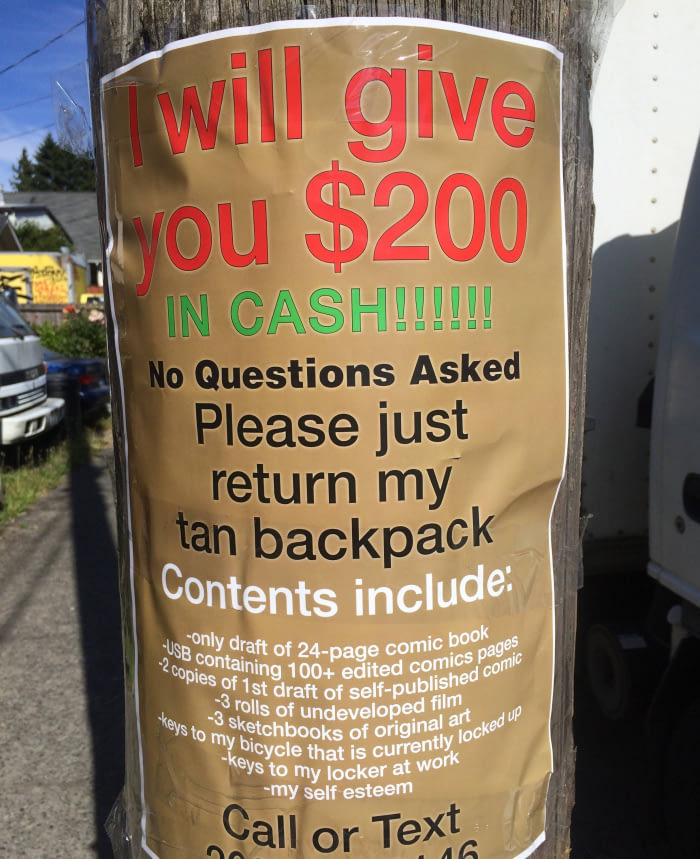 I will give
you $200
IN CASH!!!!!!
No Questions Asked
Please just
return my
tan backpack
Contents include:
-only draft of 24-page comic book
-USB containing 100+ edited comics pages
-2 copies of 1st draft of self-published comic
-3 rolls of undeveloped film
-3 sketchbooks of original art
-keys to my bicycle that is currently locked up
-keys to my locker at work
-my self esteem
Call or Text